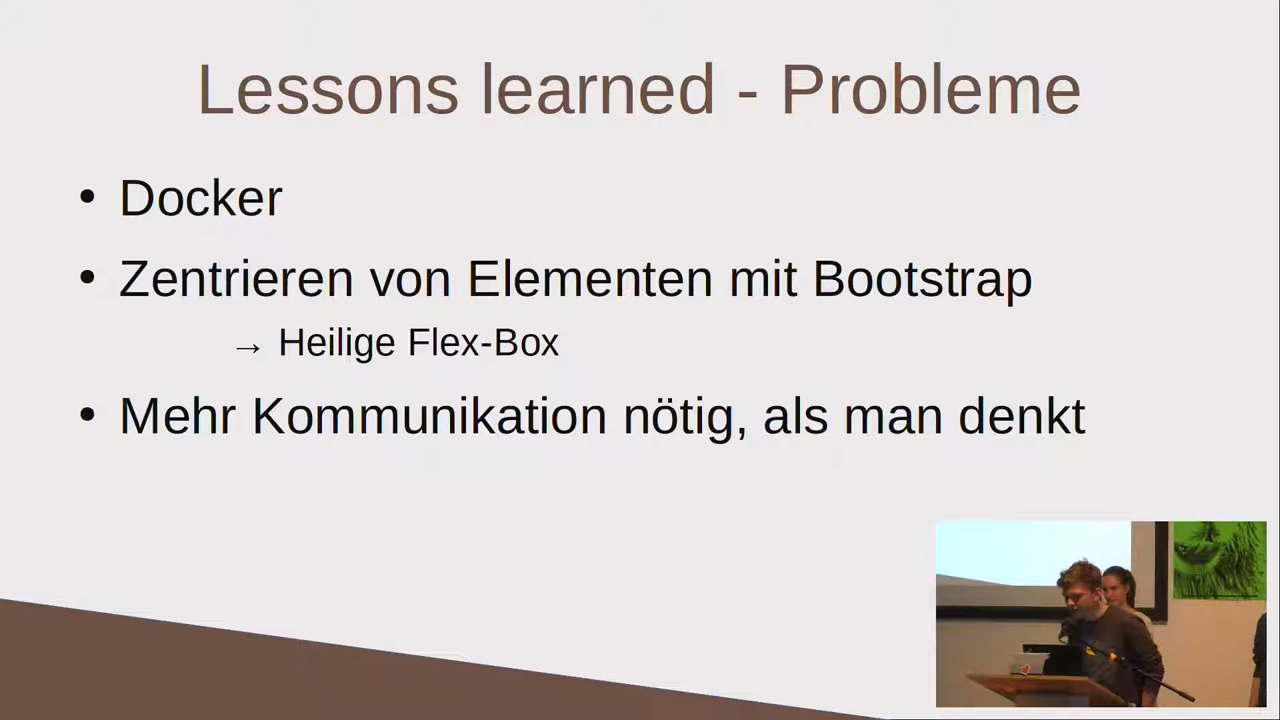 Lessons learned - Probleme
• Docker
• Zentrieren von Elementen mit Bootstrap
→ Heilige Flex-Box
• Mehr Kommunikation nötig, als man denkt